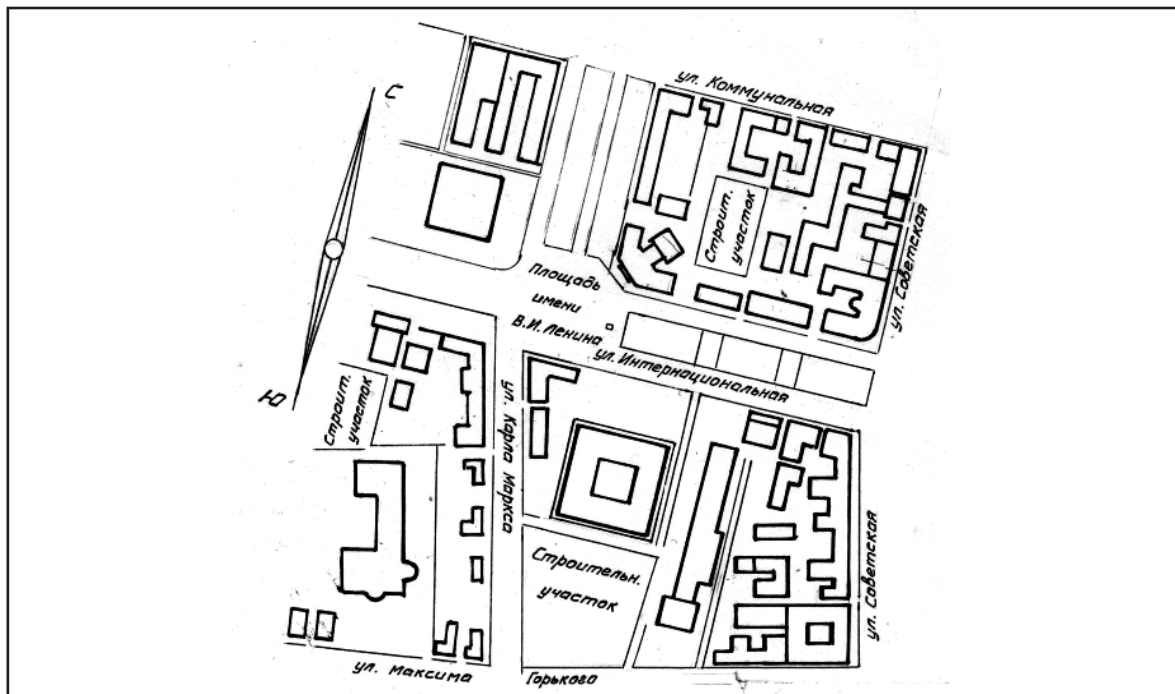 С
ул. Коммунальная
Строит.
участок
ул. Советская
Площадь
имени
В.И. Ленина
ул. Интернациональная
Ю
Строит.
участок
ул. Карла Маркса
Строительн.
участок
ул. Советская
ул. Максима Горького